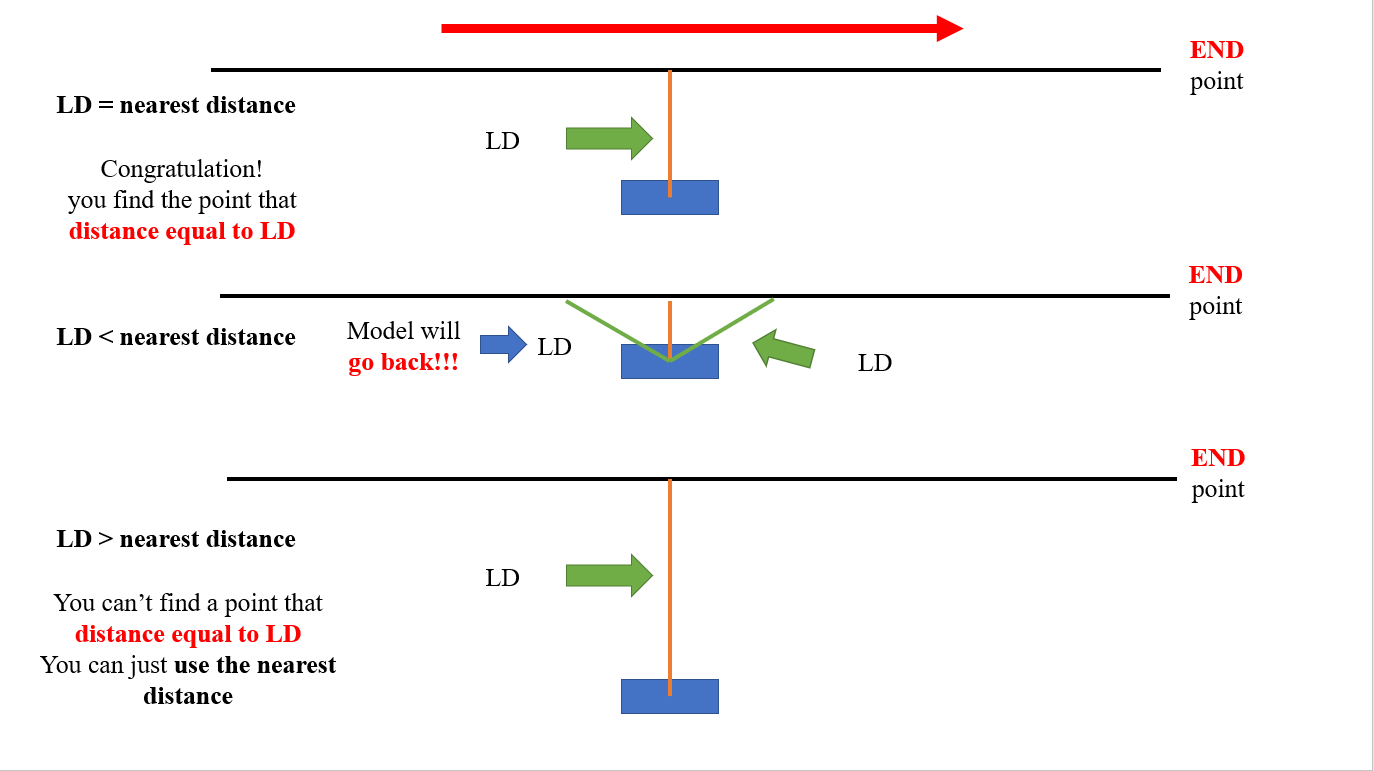 END
point
LD = nearest distance
LD
Congratulation!
you find the point that
distance equal to LD
END
point
LD < nearest distance
Model will
go back!!!
LD
LD
END
point
LD > nearest distance
LD
You can’t find a point that
distance equal to LD
You can just use the nearest
distance